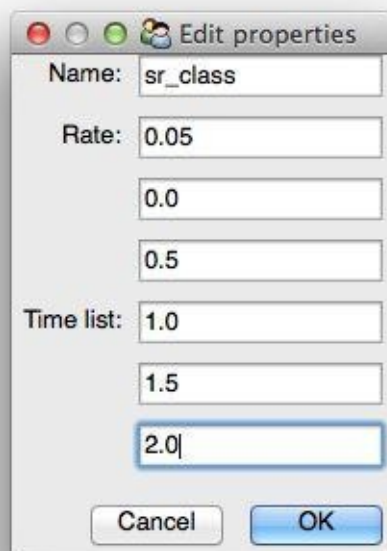 Edit properties
Name: sr_class
Rate: 0.05
0.0
0.5
Time list: 1.0
1.5
2.0
Cancel OK